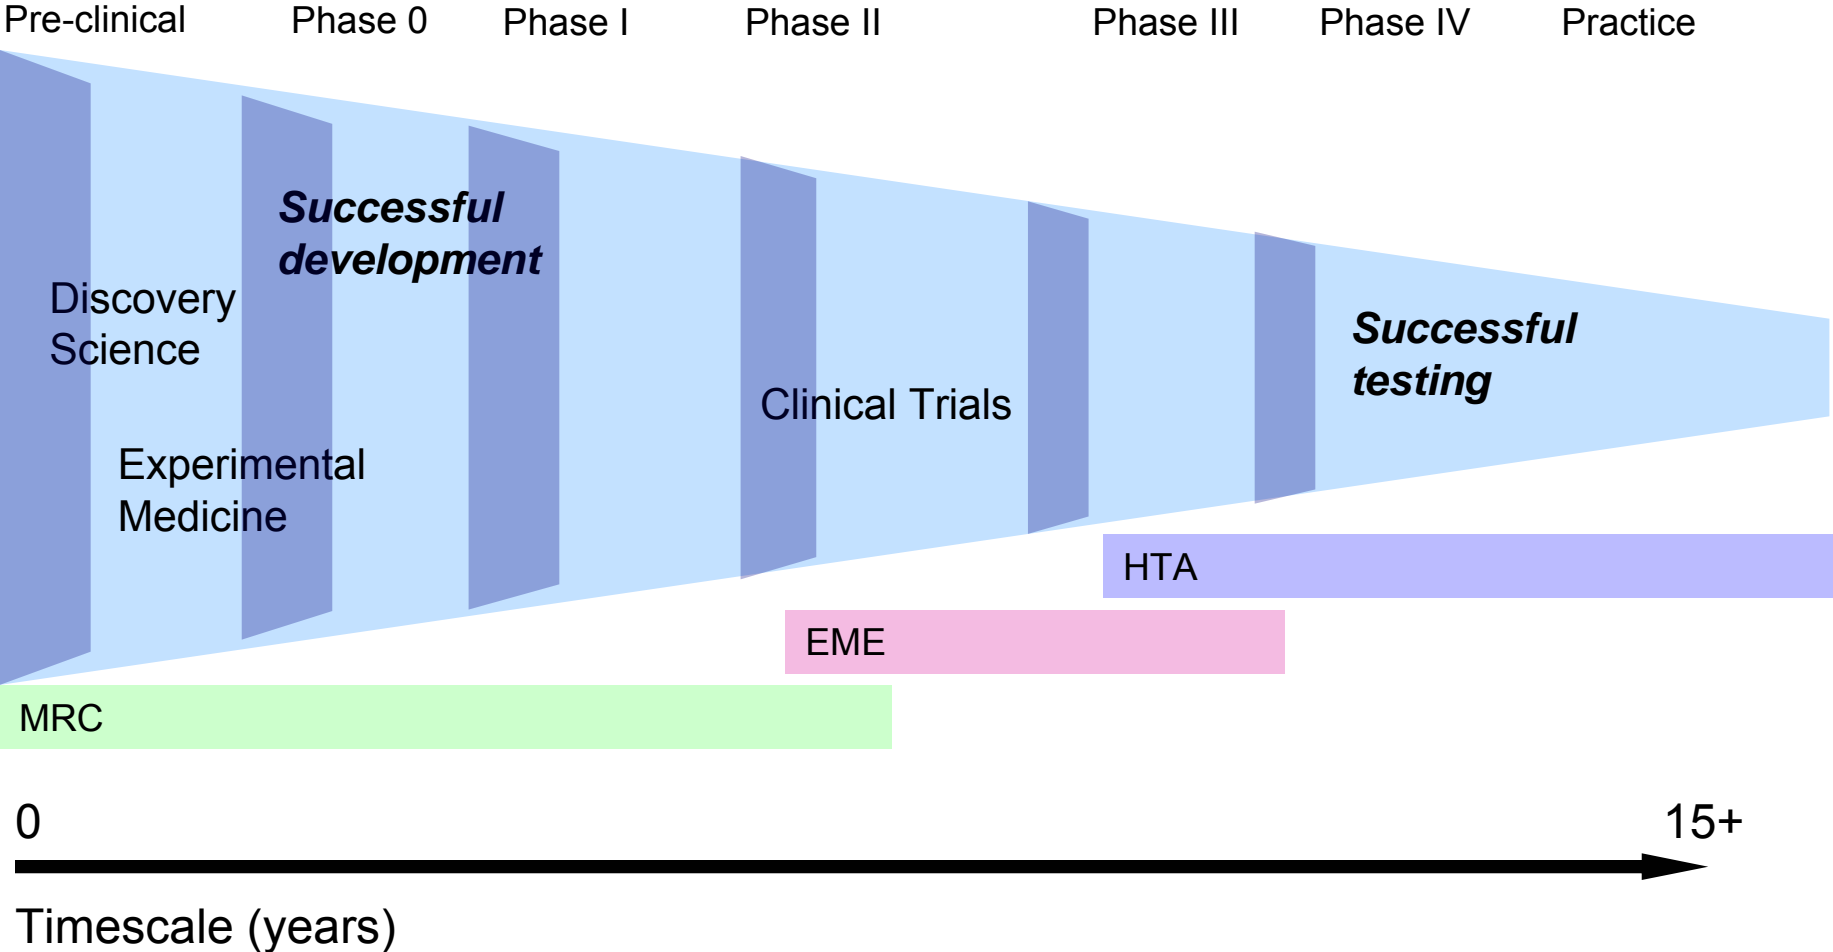 Pre-clinical Phase 0 Phase I Phase II Phase III Phase IV Practice
Successful
development
Discovery
Science
Successful
testing
Clinical Trials
Experimental
Medicine
HTA
EME
MRC
0 15+
Timescale (years)